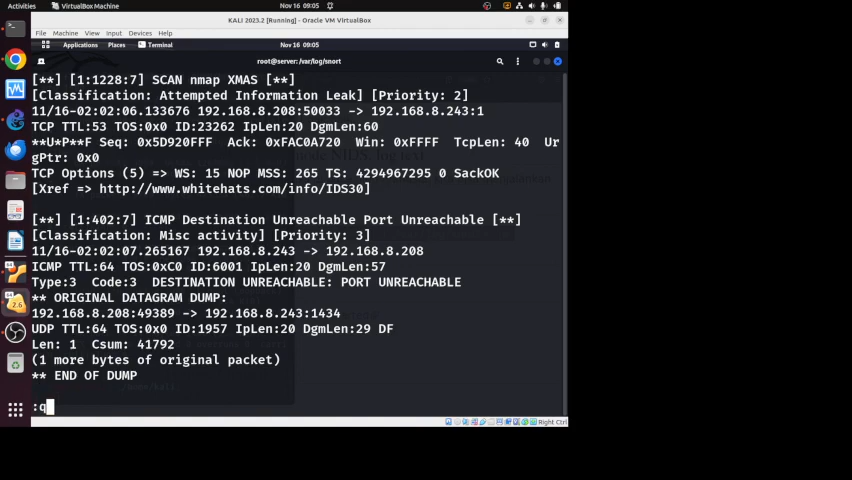 Activities
VirtualBox Machine
Nov 16 09:05
KALI 2023.2 [Running] - Oracle VM VirtualBox
File Machine View Input Devices Help
Applications Places Terminal
Nov 16 09:05
root@server: /var/log/snort
[**] [1:1228:7] SCAN nmap XMAS [**]
[Classification: Attempted Information Leak] [Priority: 2]
11/16-02:02:06.133676 192.168.8.208:50033 -> 192.168.8.243:1
TCP TTL:53 TOS:0x0 ID:23262 IpLen:20 DgmLen:60
**U*P**F Seq: 0x5D920FFF Ack: 0xFAC0A720 Win: 0xFFFF TcpLen: 40 Ur
gPtr: 0x0
TCP Options (5) => WS: 15 NOP MSS: 265 TS: 4294967295 0 SackOK
[Xref => http://www.whitehats.com/info/IDS30]
[**] [1:402:7] ICMP Destination Unreachable Port Unreachable [**]
[Classification: Misc activity] [Priority: 3]
11/16-02:02:07.265167 192.168.8.243 -> 192.168.8.208
ICMP TTL:64 TOS:0xC0 ID:6001 IpLen:20 DgmLen:57
Type:3 Code:3 DESTINATION UNREACHABLE: PORT UNREACHABLE
** ORIGINAL DATAGRAM DUMP:
192.168.8.208:49389 -> 192.168.8.243:1434
UDP TTL:64 TOS:0x0 ID:1957 IpLen:20 DgmLen:29 DF
Len: 1 Csum: 41792
(1 more bytes of original packet)
** END OF DUMP
:q
Right Ctrl